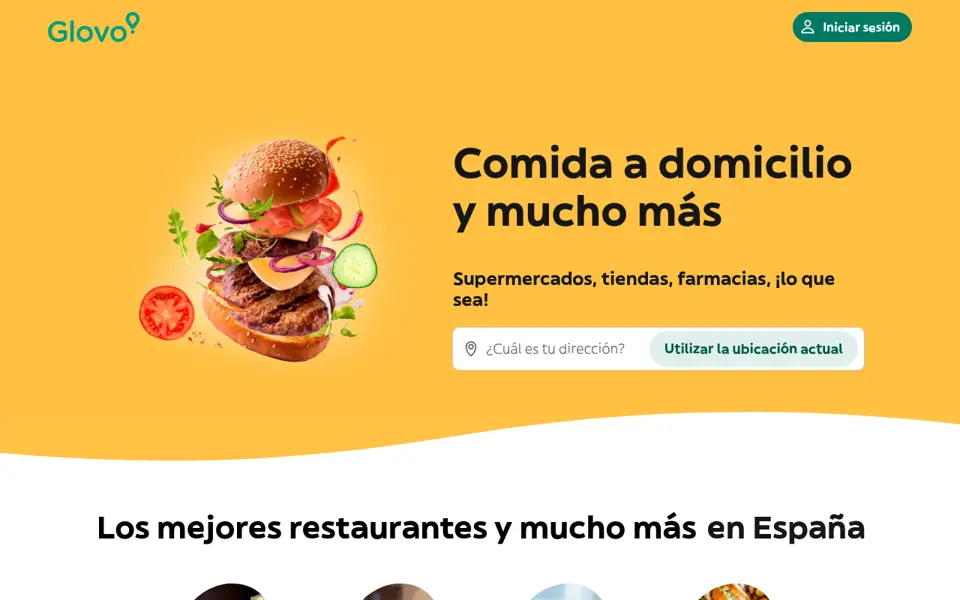 Glovo
Iniciar sesión
Comida a domicilio
y mucho más
Supermercados, tiendas, farmacias, ¡lo que
sea!
¿Cuál es tu dirección?
Utilizar la ubicación actual
Los mejores restaurantes y mucho más en España